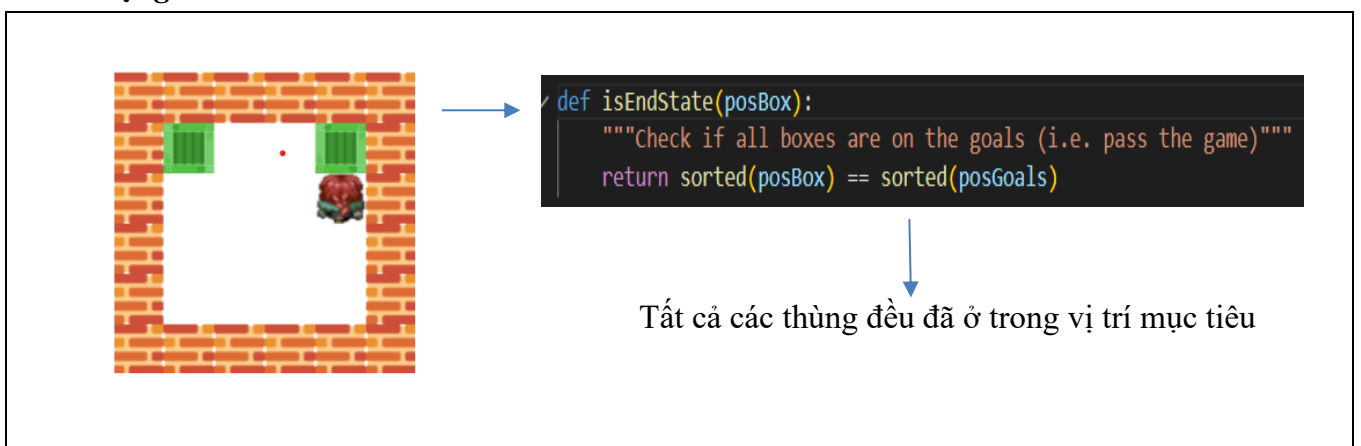 def isEndState(posBox):
"""Check if all boxes are on the goals (i.e. pass the game)"""
return sorted(posBox) == sorted(posGoals)
Tất cả các thùng đều đã ở trong vị trí mục tiêu